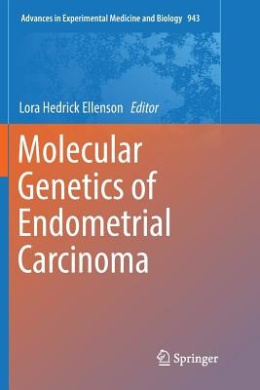 Advances in Experimental Medicine and Biology 943
Lora Hedrick Ellenson Editor
Molecular
Genetics of
Endometrial
Carcinoma
Springer